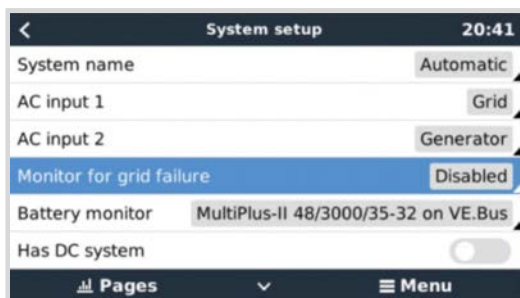 System setup 20:41
System name Automatic
AC input 1 Grid
AC input 2 Generator
Monitor for grid failure Disabled
Battery monitor MultiPlus-II 48/3000/35-32 on VE.Bus
Has DC system
Pages Menu